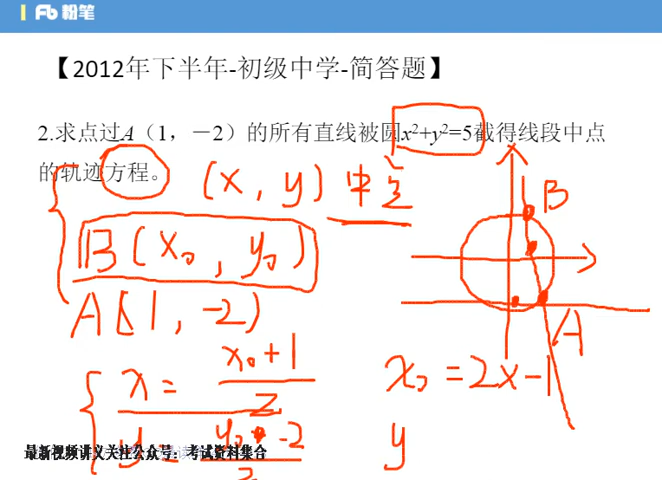 粉笔
【2012年下半年-初级中学-简答题】
2.求点过A（1，－2）的所有直线被圆x²+y²=5截得线段中点
的轨迹方程。
(x, y) 中点
B
B(x₀, y₀)
A(1, -2)
A
x = (x₀+1)/2
x₀ = 2x-1
y = (y₀-2)/2
y
最新视频讲义关注公众号：考试资料集合